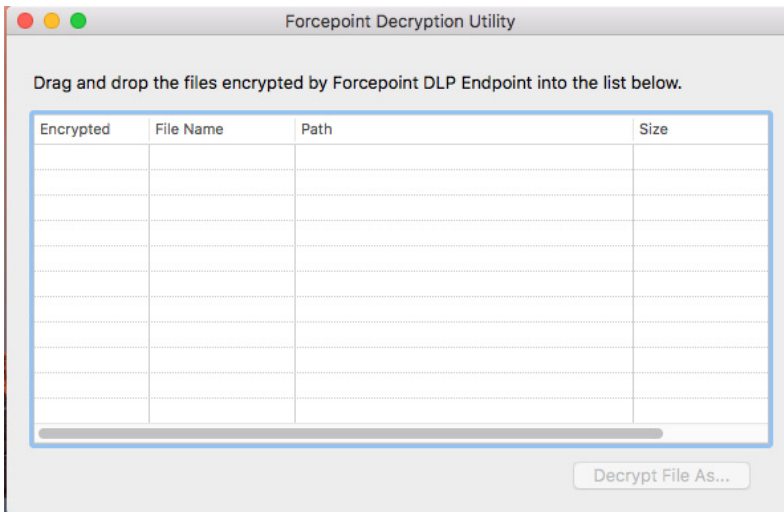 Forcepoint Decryption Utility
Drag and drop the files encrypted by Forcepoint DLP Endpoint into the list below.
Encrypted File Name Path Size
Decrypt File As...